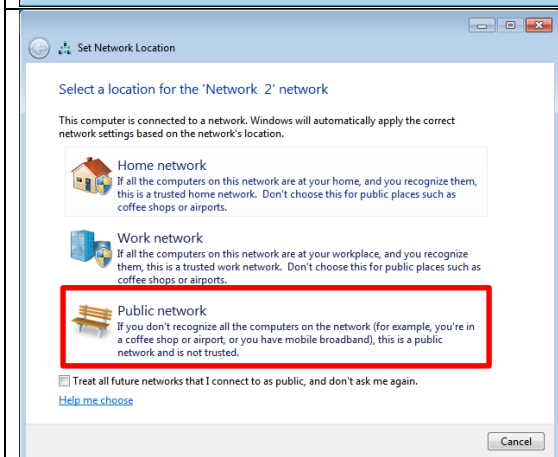 Set Network Location
Select a location for the 'Network 2' network
This computer is connected to a network. Windows will automatically apply the correct
network settings based on the network's location.
Home network
If all the computers on this network are at your home, and you recognize them,
this is a trusted home network. Don't choose this for public places such as
coffee shops or airports.
Work network
If all the computers on this network are at your workplace, and you recognize
them, this is a trusted work network. Don't choose this for public places such as
coffee shops or airports.
Public network
If you don't recognize all the computers on the network (for example, you're in
a coffee shop or airport, or you have mobile broadband), this is a public
network and is not trusted.
Treat all future networks that I connect to as public, and don't ask me again.
Help me choose
Cancel